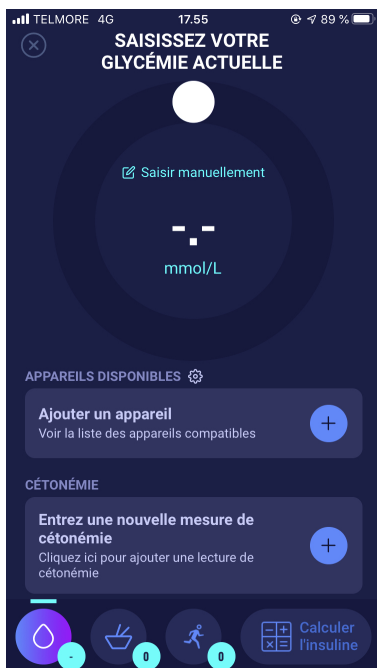 TELMORE 4G 17.55 89 %
SAISISSEZ VOTRE
GLYCÉMIE ACTUELLE
Saisir manuellement
-.-
mmol/L
APPAREILS DISPONIBLES
Ajouter un appareil
Voir la liste des appareils compatibles
CÉTONÉMIE
Entrez une nouvelle mesure de
cétonémie
Cliquez ici pour ajouter une lecture de
cétonémie
Calculer
l'insuline
- 0 0